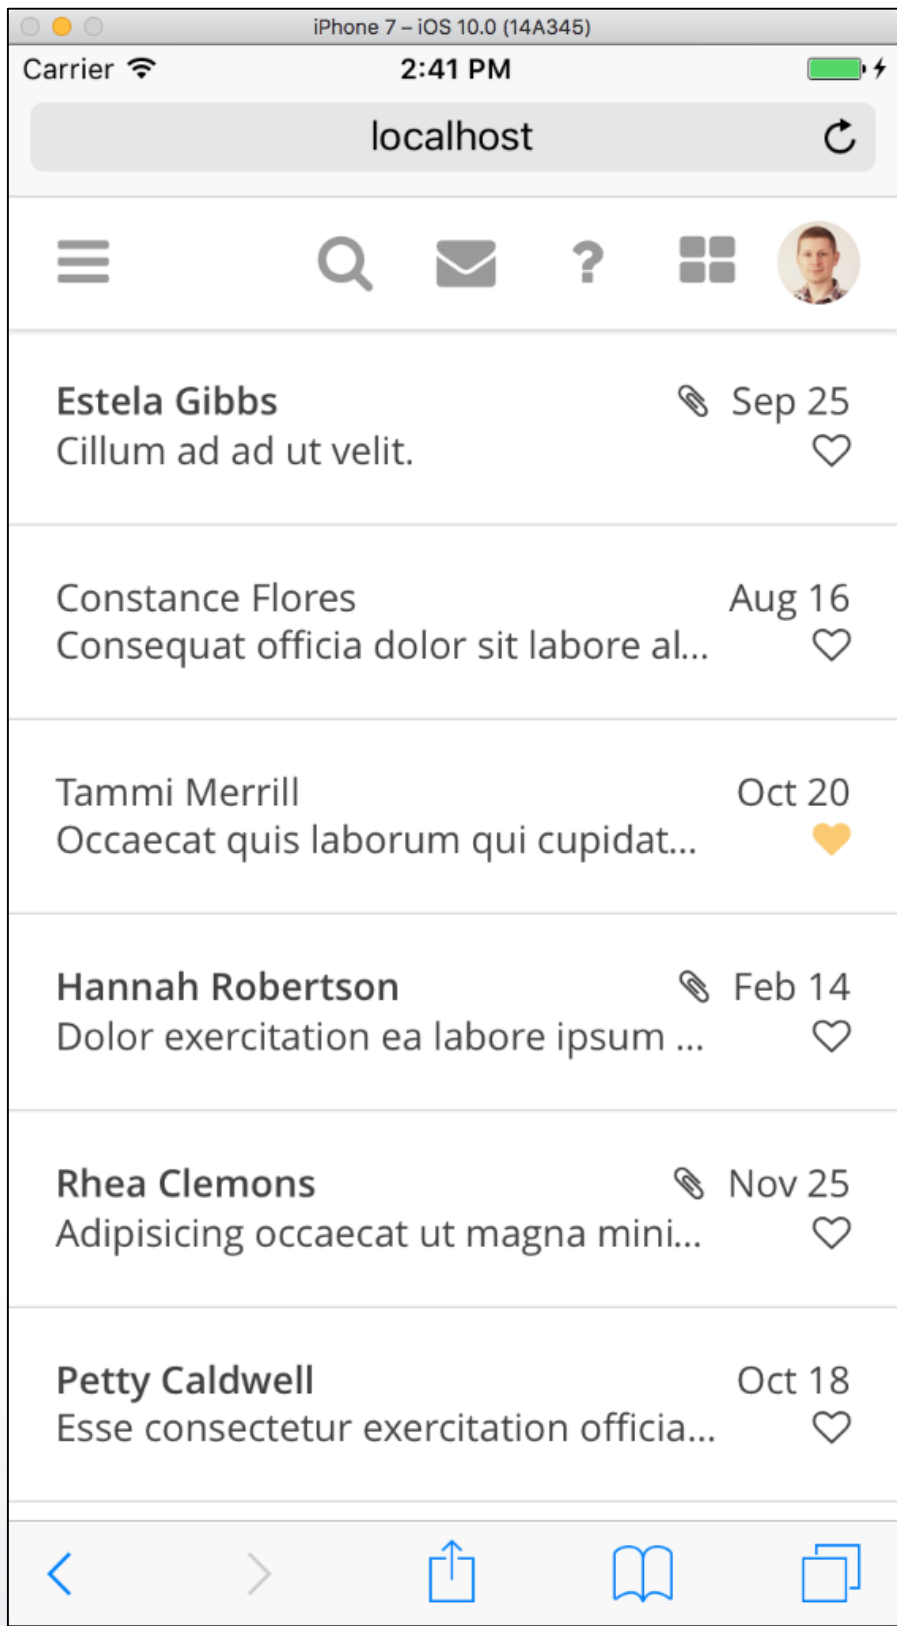 iPhone 7 – iOS 10.0 (14A345)
Carrier 2:41 PM
localhost
?
Estela Gibbs Sep 25
Cillum ad ad ut velit.
Constance Flores Aug 16
Consequat officia dolor sit labore al...
Tammi Merrill Oct 20
Occaecat quis laborum qui cupidat...
Hannah Robertson Feb 14
Dolor exercitation ea labore ipsum ...
Rhea Clemons Nov 25
Adipisicing occaecat ut magna mini...
Petty Caldwell Oct 18
Esse consectetur exercitation officia...